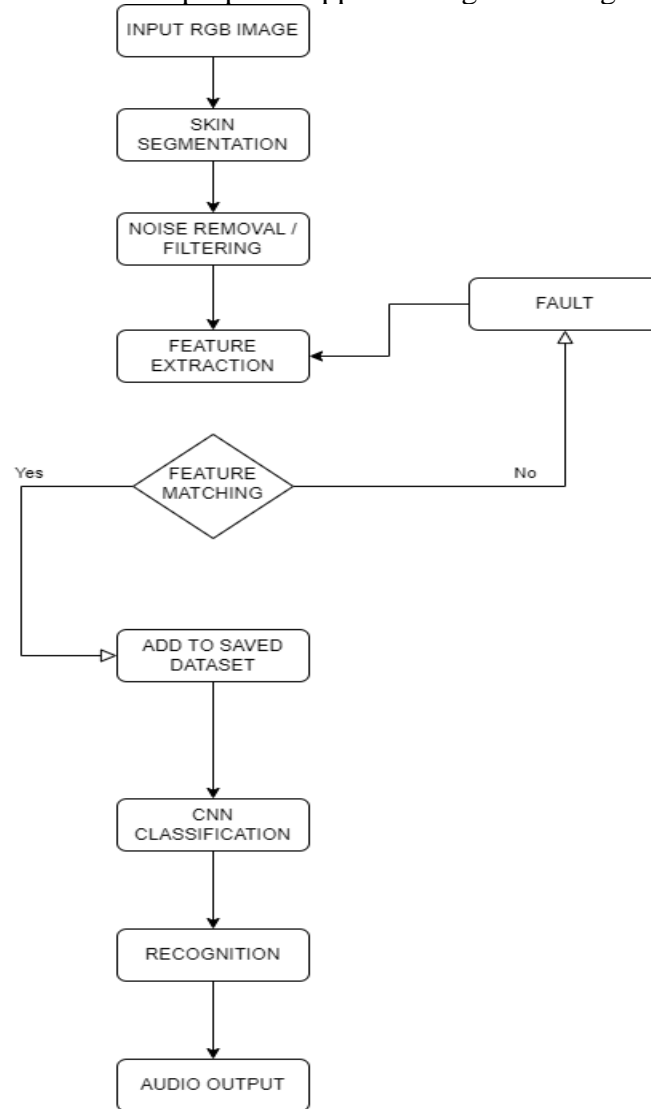 INPUT RGB IMAGE
SKIN
SEGMENTATION
NOISE REMOVAL /
FILTERING
FAULT
FEATURE
EXTRACTION
Yes
FEATURE
MATCHING
No
ADD TO SAVED
DATASET
CNN
CLASSIFICATION
RECOGNITION
AUDIO OUTPUT